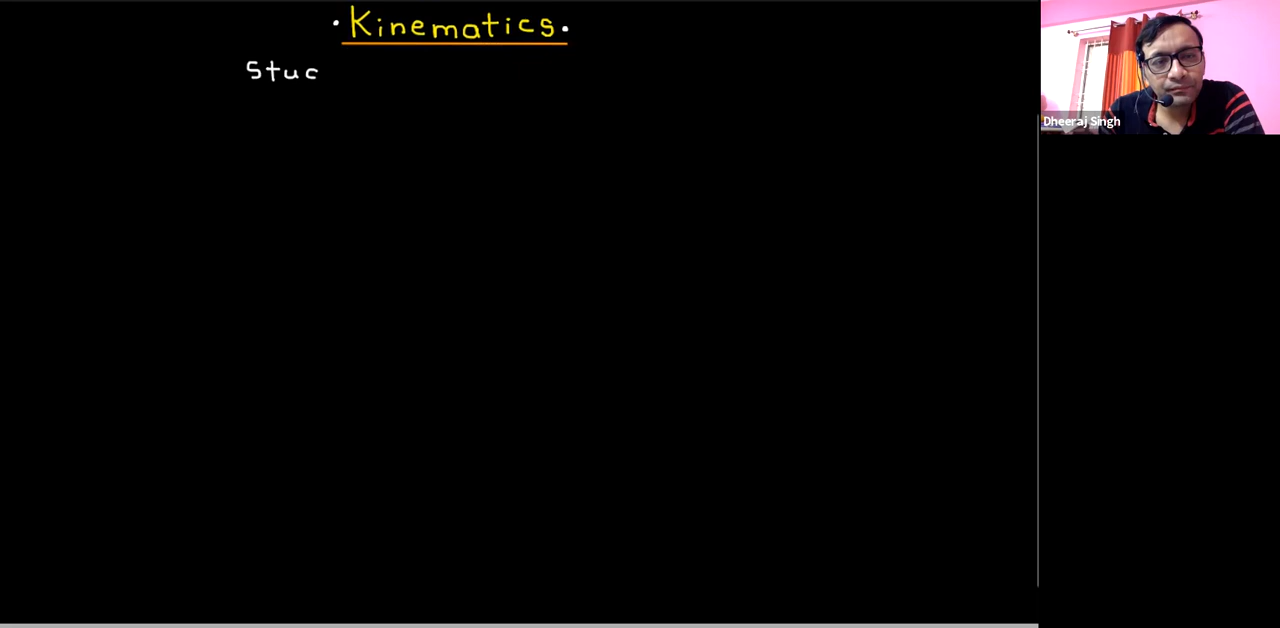 • Kinematics •
Stuc
Dheeraj Singh